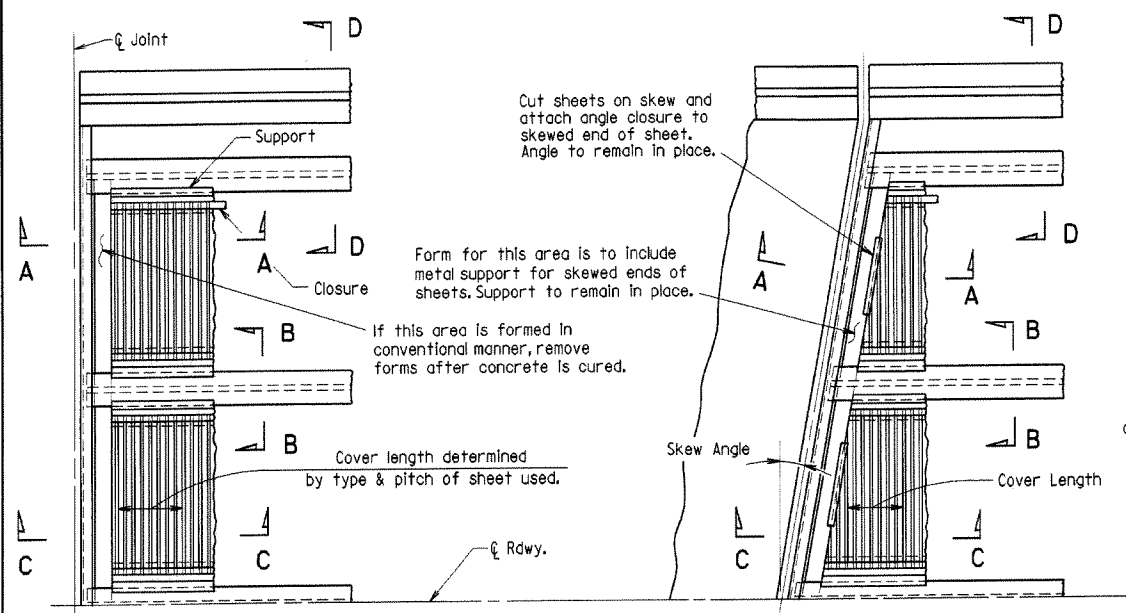 D
D
℄ Joint
Cut sheets on skew and
attach angle closure to
skewed end of sheet.
Angle to remain in place.
Support
A
A
D
Closure
Form for this area is to include
metal support for skewed ends of
sheets. Support to remain in place.
A
A
D
If this area is formed in
conventional manner, remove
forms after concrete is cured.
B
B
B
B
Cover length determined
by type & pitch of sheet used.
Skew Angle
Cover Length
C
C
C
C
℄ Rdwy.